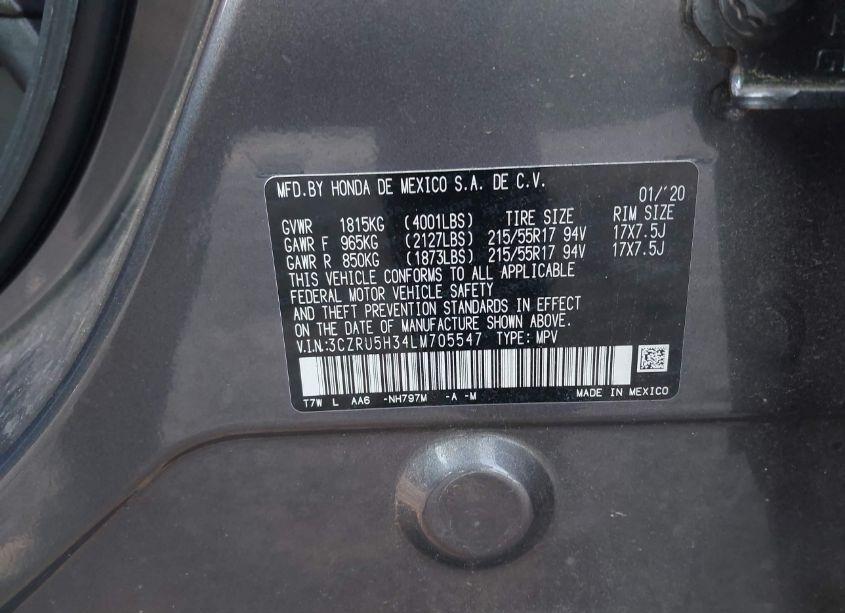 MFD.BY HONDA DE MEXICO S.A. DE C.V.
01/'20
GVWR 1815KG (4001LBS) TIRE SIZE RIM SIZE
GAWR F 965KG (2127LBS) 215/55R17 94V 17X7.5J
GAWR R 850KG (1873LBS) 215/55R17 94V 17X7.5J
THIS VEHICLE CONFORMS TO ALL APPLICABLE
FEDERAL MOTOR VEHICLE SAFETY
AND THEFT PREVENTION STANDARDS IN EFFECT
ON THE DATE OF MANUFACTURE SHOWN ABOVE.
V.I.N:3CZRU5H34LM705547 TYPE: MPV
T7W L AA6 -NH797M -A -M MADE IN MEXICO